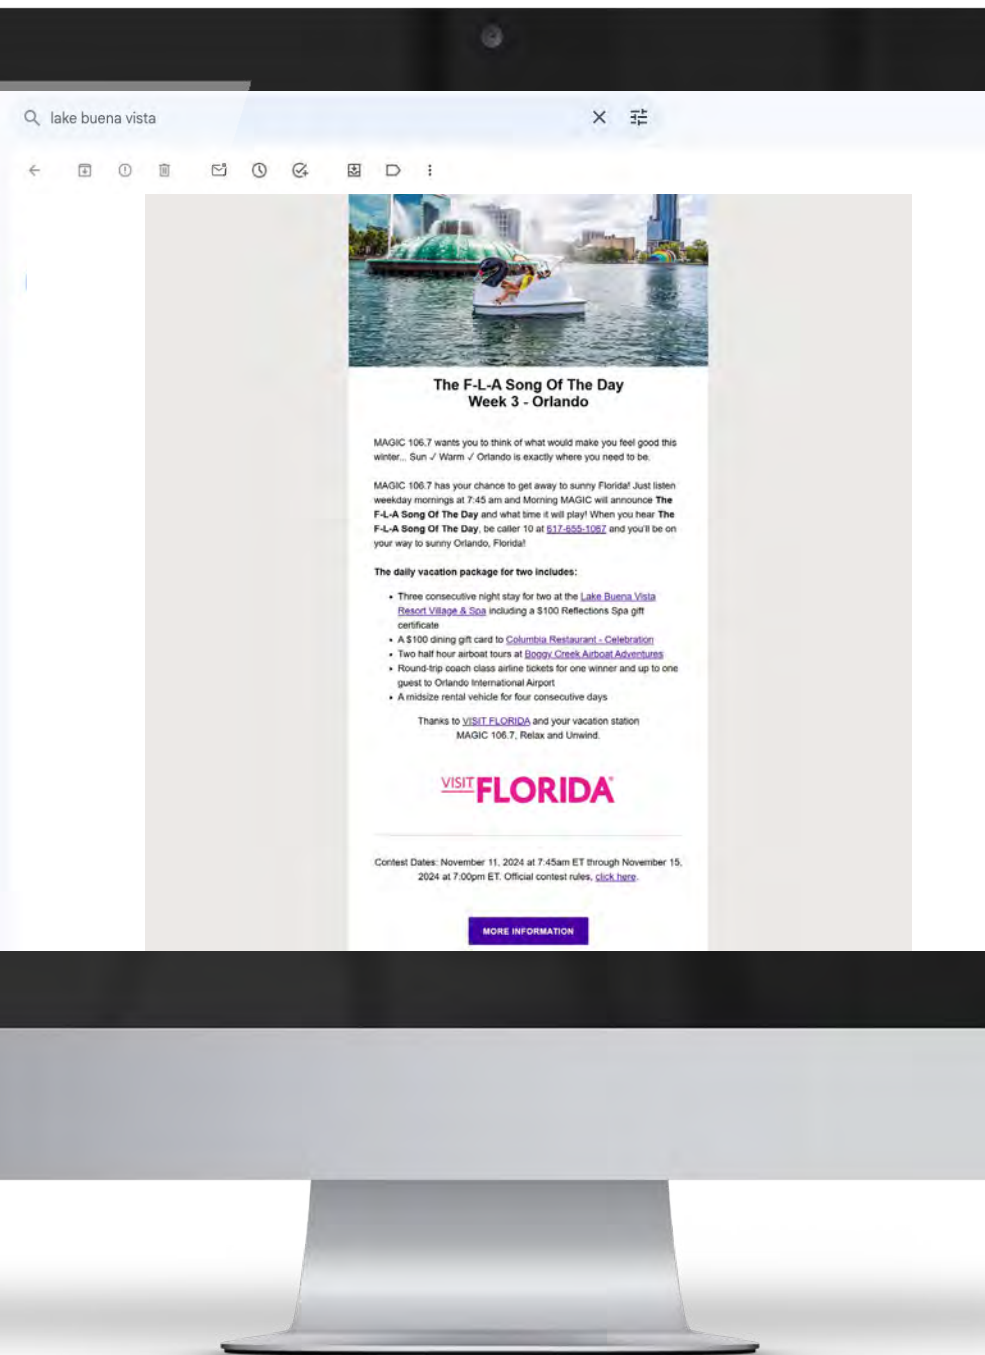 lake buena vista
The F-L-A Song Of The Day
Week 3 - Orlando
MAGIC 106.7 wants you to think of what would make you feel good this
winter... Sun ✓ Warm ✓ Orlando is exactly where you need to be.
MAGIC 106.7 has your chance to get away to sunny Florida! Just listen
weekday mornings at 7:45 am and Morning MAGIC will announce The
F-L-A Song Of The Day and what time it will play! When you hear The
F-L-A Song Of The Day, be caller 10 at 617-655-1067 and you'll be on
your way to sunny Orlando, Florida!
The daily vacation package for two includes:
• Three consecutive night stay for two at the Lake Buena Vista
Resort Village & Spa including a $100 Reflections Spa gift
certificate
• A $100 dining gift card to Columbia Restaurant - Celebration
• Two half hour airboat tours at Boggy Creek Airboat Adventures
• Round-trip coach class airline tickets for one winner and up to one
guest to Orlando International Airport
• A midsize rental vehicle for four consecutive days
Thanks to VISIT FLORIDA and your vacation station
MAGIC 106.7, Relax and Unwind.
VISIT FLORIDA®
Contest Dates: November 11, 2024 at 7:45am ET through November 15,
2024 at 7:00pm ET. Official contest rules, click here.
MORE INFORMATION